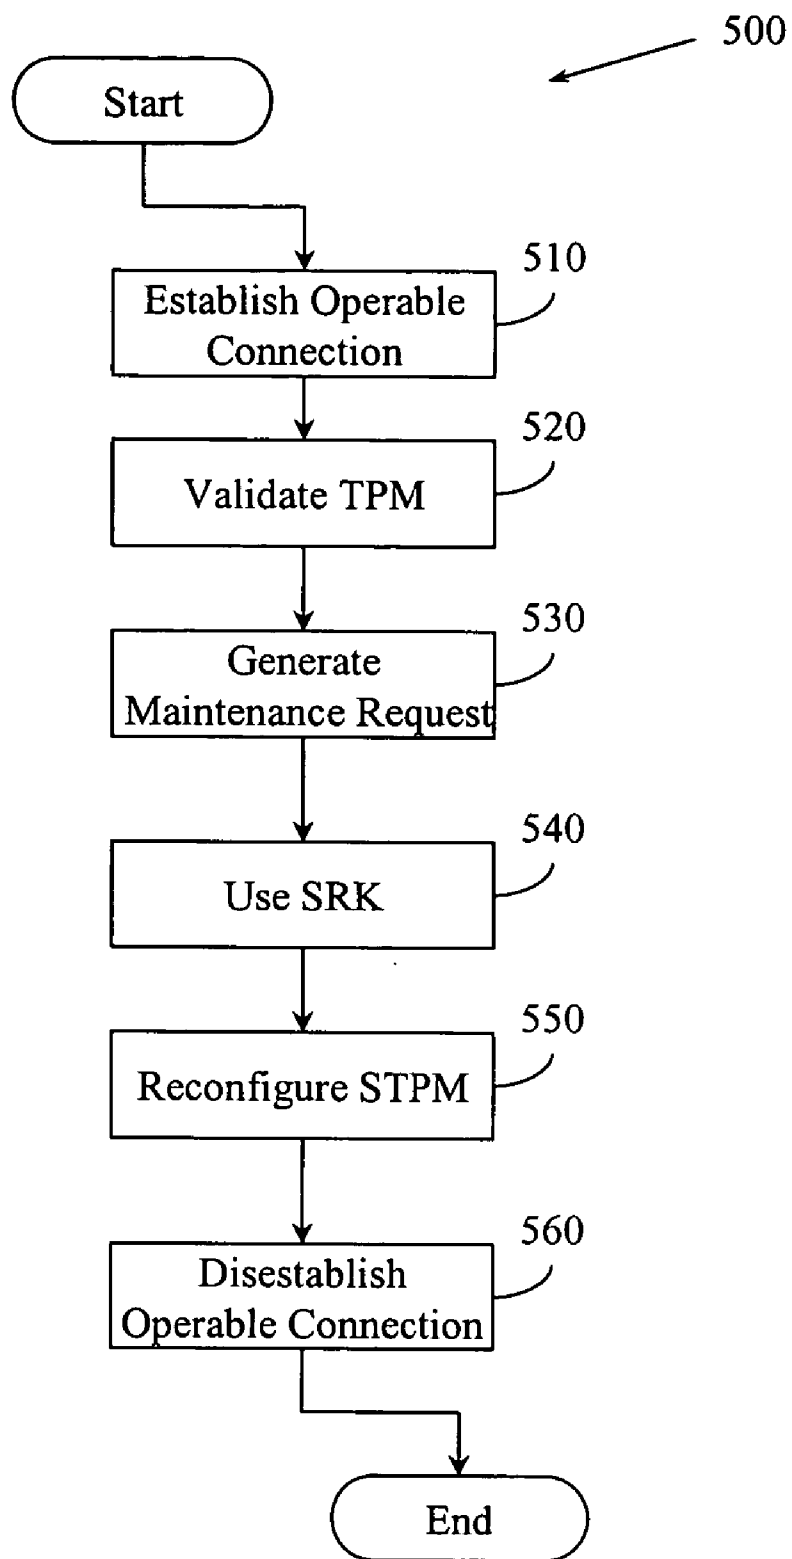 500
Start
510
Establish Operable
Connection
520
Validate TPM
530
Generate
Maintenance Request
540
Use SRK
550
Reconfigure STPM
560
Disestablish
Operable Connection
End